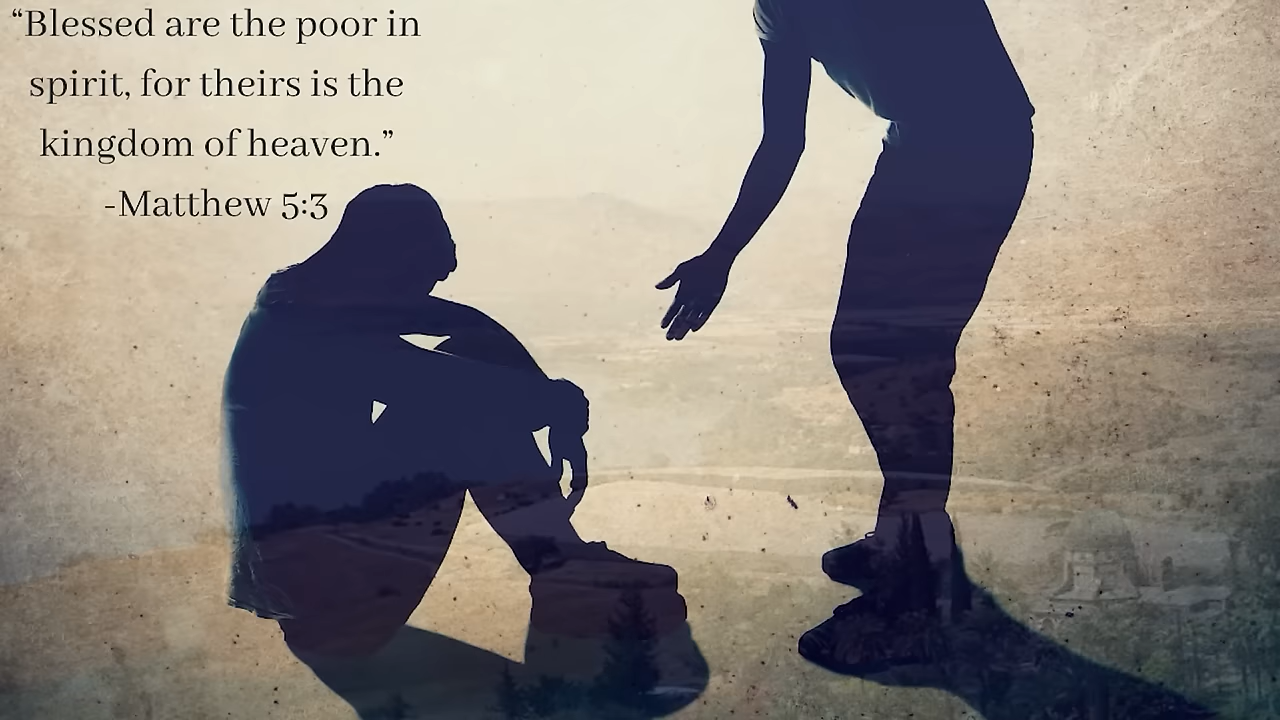 “Blessed are the poor in
spirit, for theirs is the
kingdom of heaven.”
-Matthew 5:3